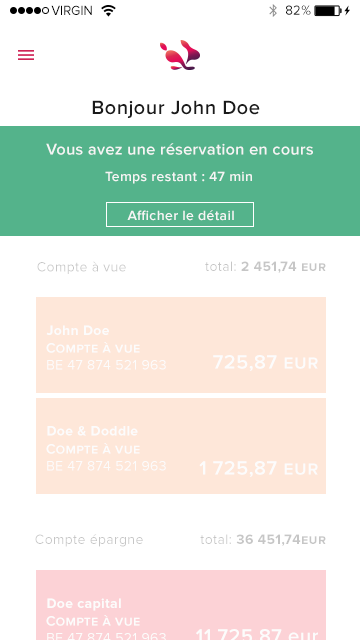 VIRGIN 82%
Bonjour John Doe
Vous avez une réservation en cours
Temps restant : 47 min
Afficher le détail
Compte à vue total: 2 451,74 EUR
John Doe
COMPTE À VUE
BE 47 874 521 963 725,87 EUR
Doe & Doddle
COMPTE À VUE
BE 47 874 521 963 1 725,87 EUR
Compte épargne total: 36 451,74EUR
Doe capital
COMPTE À VUE
BE 47 874 521 963 11 725,87 eur